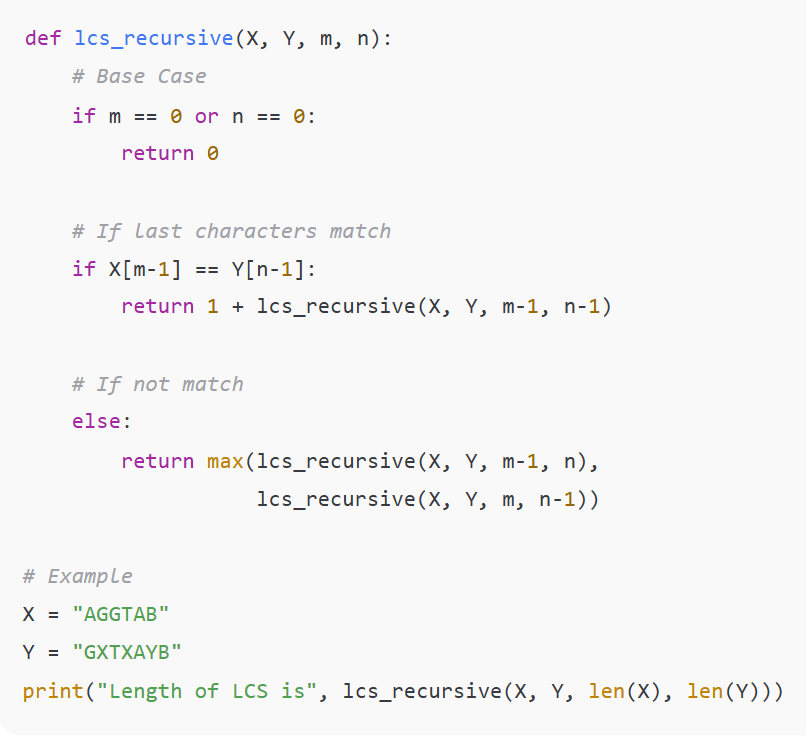 def lcs_recursive(X, Y, m, n):
    # Base Case
    if m == 0 or n == 0:
        return 0

    # If last characters match
    if X[m-1] == Y[n-1]:
        return 1 + lcs_recursive(X, Y, m-1, n-1)

    # If not match
    else:
        return max(lcs_recursive(X, Y, m-1, n),
                   lcs_recursive(X, Y, m, n-1))

# Example
X = "AGGTAB"
Y = "GXTXAYB"
print("Length of LCS is", lcs_recursive(X, Y, len(X), len(Y)))